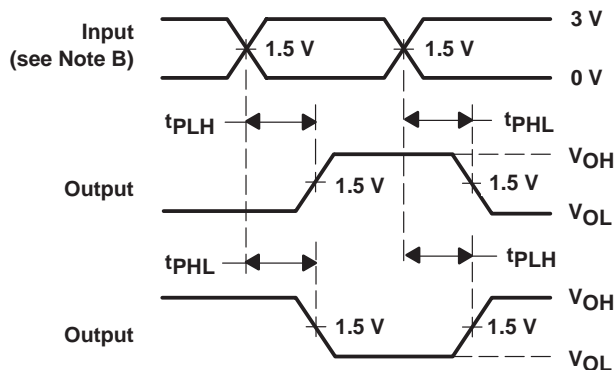 Input
(see Note B)
1.5 V
1.5 V
3 V
0 V
tPLH
tPHL
Output
1.5 V
1.5 V
VOH
VOL
tPHL
tPLH
Output
1.5 V
1.5 V
VOH
VOL